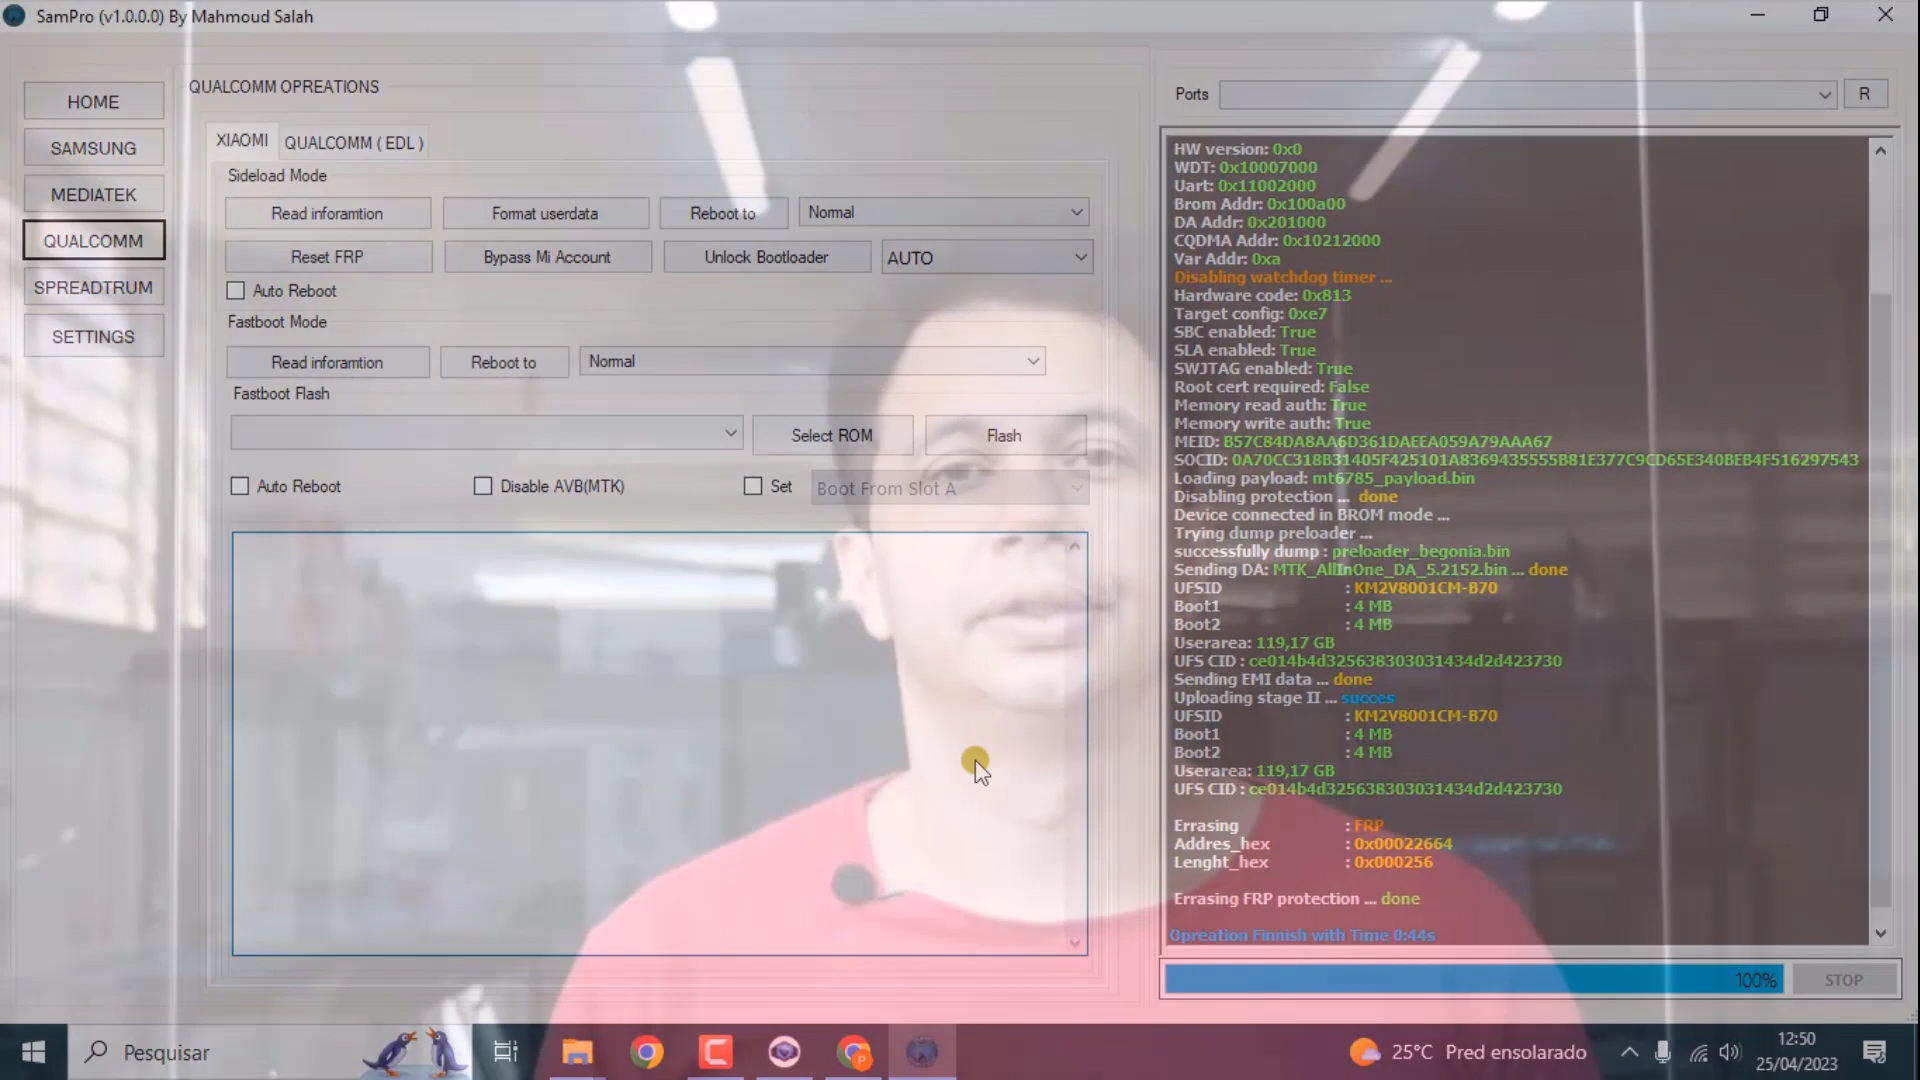 SamPro (v1.0.0.0) By Mahmoud Salah
HOME
SAMSUNG
MEDIATEK
QUALCOMM
SPREADTRUM
SETTINGS
QUALCOMM OPREATIONS
XIAOMI QUALCOMM ( EDL )
Sideload Mode
Read inforamtion Format userdata Reboot to Normal
Reset FRP Bypass Mi Account Unlock Bootloader AUTO
Auto Reboot
Fastboot Mode
Read inforamtion Reboot to Normal
Fastboot Flash
Select ROM Flash
Auto Reboot Disable AVB(MTK) Set Boot From Slot A
Ports R
HW version: 0x0
WDT: 0x10007000
Uart: 0x11002000
Brom Addr: 0x100a00
DA Addr: 0x201000
CQDMA Addr: 0x10212000
Var Addr: 0xa
Disabling watchdog timer ...
Hardware code: 0x813
Target config: 0xe7
SBC enabled: True
SLA enabled: True
SWJTAG enabled: True
Root cert required: False
Memory read auth: True
Memory write auth: True
MEID: B57C84DA8AA6D361DAEEA059A79AAA67
SOCID: 0A70CC318B31405F425101A8369435555B81E377C9CD65E340BEB4F516297543
Loading payload: mt6785_payload.bin
Disabling protection ... done
Device connected in BROM mode ...
Trying dump preloader ...
successfully dump : preloader_begonia.bin
Sending DA: MTK_AllInOne_DA_5.2152.bin ... done
UFSID : KM2V8001CM-B70
Boot1 : 4 MB
Boot2 : 4 MB
Userarea: 119,17 GB
UFS CID : ce014b4d325638303031434d2d423730
Sending EMI data ... done
Uploading stage II ... succes
UFSID : KM2V8001CM-B70
Boot1 : 4 MB
Boot2 : 4 MB
Userarea: 119,17 GB
UFS CID : ce014b4d325638303031434d2d423730
Errasing : FRP
Addres_hex : 0x00022664
Lenght_hex : 0x000256
Errasing FRP protection ... done
Opreation Finnish with Time 0:44s
100% STOP
Pesquisar
25°C Pred ensolarado
12:50
25/04/2023